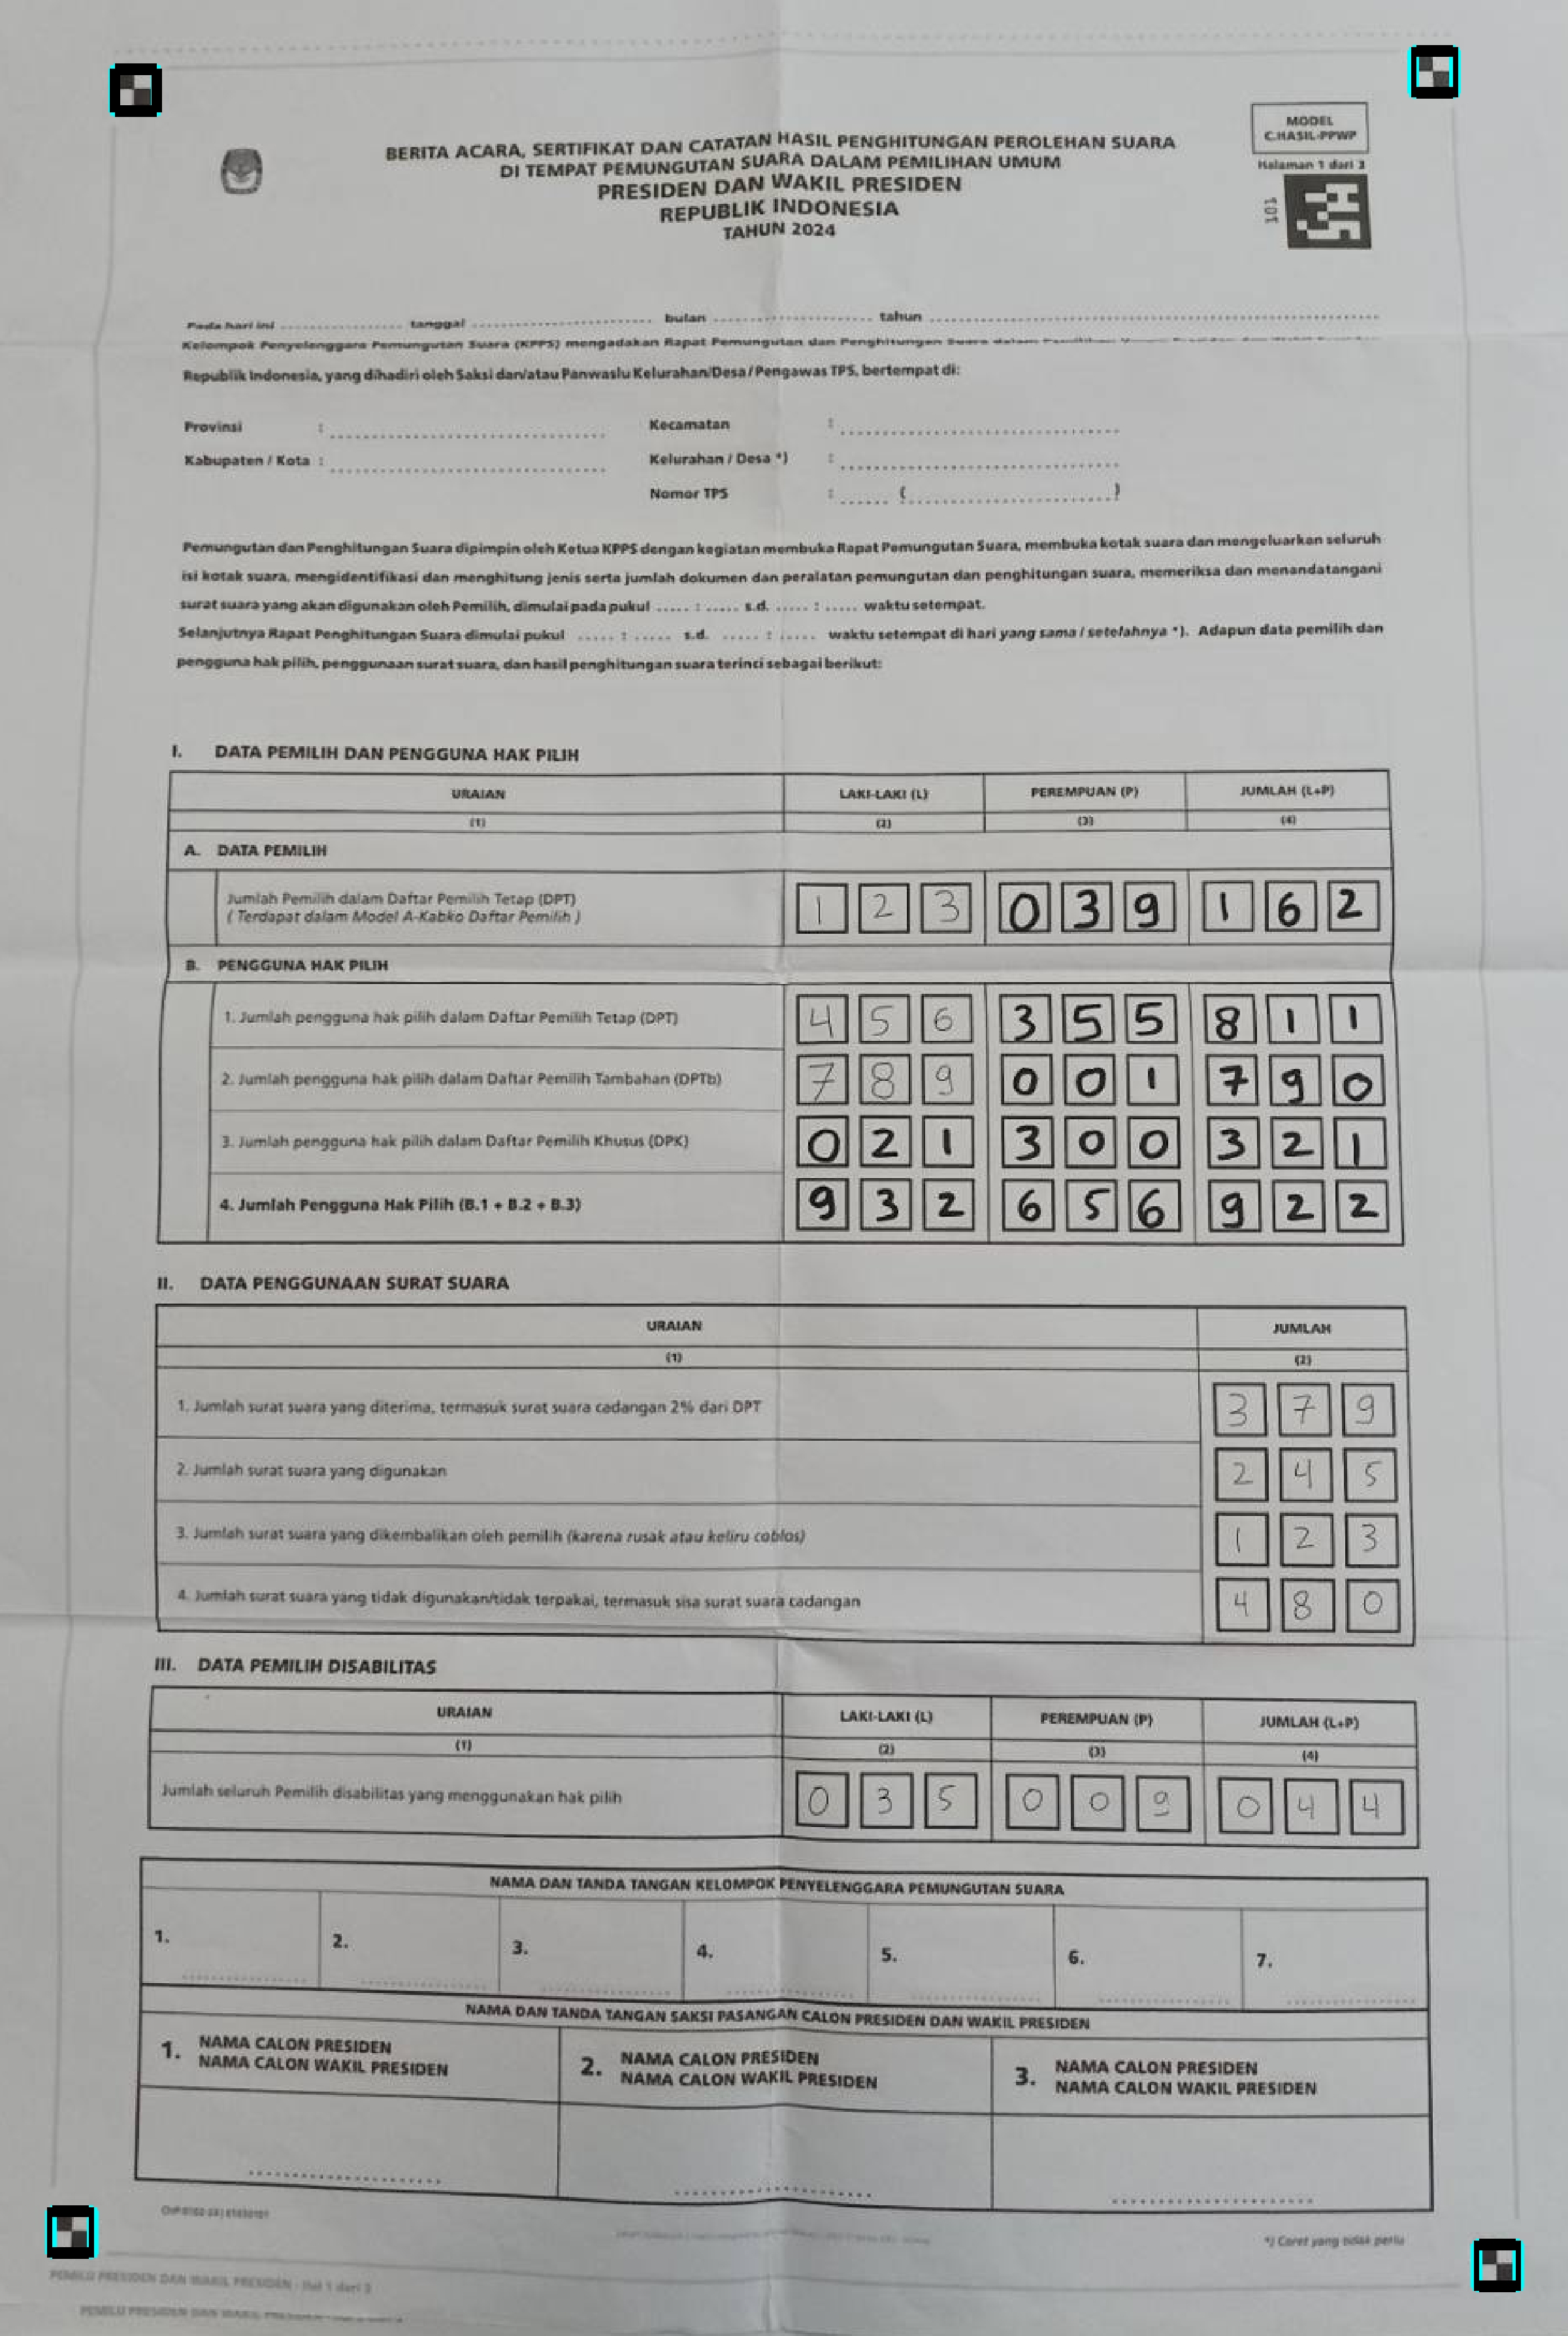 MODEL
C.HASIL-PPWP
Halaman 1 dari 3
101
BERITA ACARA, SERTIFIKAT DAN CATATAN HASIL PENGHITUNGAN PEROLEHAN SUARA
DI TEMPAT PEMUNGUTAN SUARA DALAM PEMILIHAN UMUM
PRESIDEN DAN WAKIL PRESIDEN
REPUBLIK INDONESIA
TAHUN 2024
Pada hari ini .................. tanggal .................. bulan .................. tahun ..................
Kelompok Penyelenggara Pemungutan Suara (KPPS) mengadakan Rapat Pemungutan dan Penghitungan Suara dalam
Republik Indonesia, yang dihadiri oleh Saksi dan/atau Panwaslu Kelurahan/Desa / Pengawas TPS, bertempat di:
Provinsi : .................. Kecamatan : ..................
Kabupaten / Kota : .................. Kelurahan / Desa *) : ..................
Nomor TPS : ...... (..................)
Pemungutan dan Penghitungan Suara dipimpin oleh Ketua KPPS dengan kegiatan membuka Rapat Pemungutan Suara, membuka kotak suara dan mengeluarkan seluruh
isi kotak suara, mengidentifikasi dan menghitung jenis serta jumlah dokumen dan peralatan pemungutan dan penghitungan suara, memeriksa dan menandatangani
surat suara yang akan digunakan oleh Pemilih, dimulai pada pukul ..... : ..... s.d. ..... : ..... waktu setempat.
Selanjutnya Rapat Penghitungan Suara dimulai pukul ..... : ..... s.d. ..... : ..... waktu setempat di hari yang sama / setelahnya *). Adapun data pemilih dan
pengguna hak pilih, penggunaan surat suara, dan hasil penghitungan suara terinci sebagai berikut:
I. DATA PEMILIH DAN PENGGUNA HAK PILIH
URAIAN LAKI-LAKI (L) PEREMPUAN (P) JUMLAH (L+P)
(1) (2) (3) (4)
A. DATA PEMILIH
Jumlah Pemilih dalam Daftar Pemilih Tetap (DPT)
( Terdapat dalam Model A-Kabko Daftar Pemilih )
1 2 3 0 3 9 1 6 2
B. PENGGUNA HAK PILIH
1. Jumlah pengguna hak pilih dalam Daftar Pemilih Tetap (DPT) 4 5 6 3 5 5 8 1 1
2. Jumlah pengguna hak pilih dalam Daftar Pemilih Tambahan (DPTb) 7 8 9 0 0 1 7 9 0
3. Jumlah pengguna hak pilih dalam Daftar Pemilih Khusus (DPK) 0 2 1 3 0 0 3 2 1
4. Jumlah Pengguna Hak Pilih (B.1 + B.2 + B.3) 9 3 2 6 5 6 9 2 2
II. DATA PENGGUNAAN SURAT SUARA
URAIAN JUMLAH
(1) (2)
1. Jumlah surat suara yang diterima, termasuk surat suara cadangan 2% dari DPT 3 7 9
2. Jumlah surat suara yang digunakan 2 4 5
3. Jumlah surat suara yang dikembalikan oleh pemilih (karena rusak atau keliru coblos) 1 2 3
4. Jumlah surat suara yang tidak digunakan/tidak terpakai, termasuk sisa surat suara cadangan 4 8 0
III. DATA PEMILIH DISABILITAS
URAIAN LAKI-LAKI (L) PEREMPUAN (P) JUMLAH (L+P)
(1) (2) (3) (4)
Jumlah seluruh Pemilih disabilitas yang menggunakan hak pilih 0 3 5 0 0 9 0 4 4
NAMA DAN TANDA TANGAN KELOMPOK PENYELENGGARA PEMUNGUTAN SUARA
1. 2. 3. 4. 5. 6. 7.
NAMA DAN TANDA TANGAN SAKSI PASANGAN CALON PRESIDEN DAN WAKIL PRESIDEN
1. NAMA CALON PRESIDEN
NAMA CALON WAKIL PRESIDEN
2. NAMA CALON PRESIDEN
NAMA CALON WAKIL PRESIDEN
3. NAMA CALON PRESIDEN
NAMA CALON WAKIL PRESIDEN
*) Coret yang tidak perlu
PEMILU PRESIDEN DAN WAKIL PRESIDEN - Hal 1 dari 3
PEMILU PRESIDEN DAN WAKIL